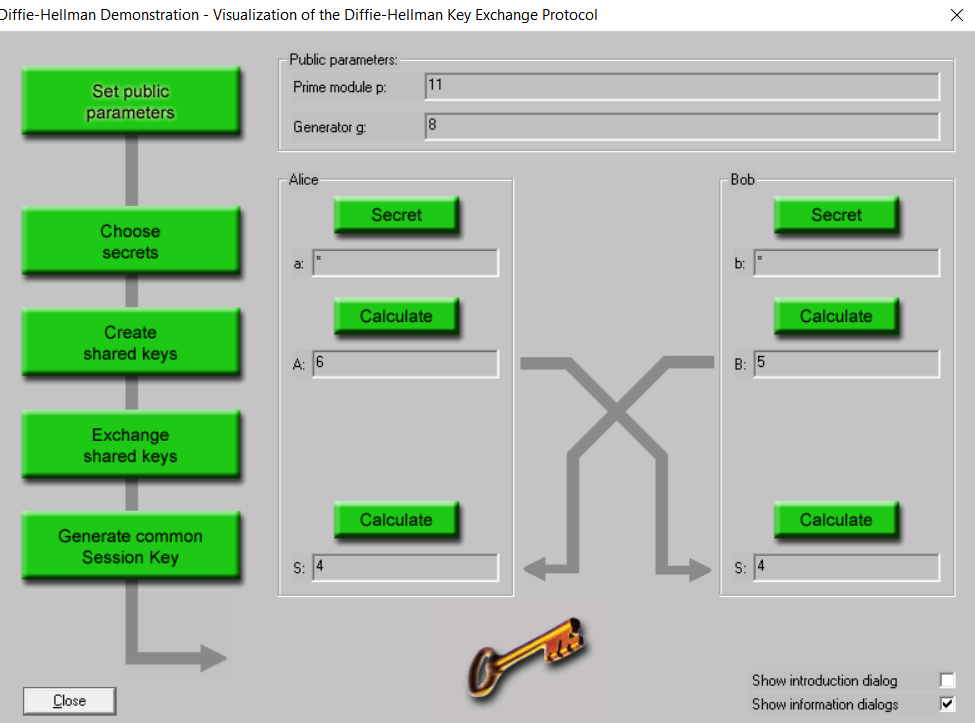 Diffie-Hellman Demonstration - Visualization of the Diffie-Hellman Key Exchange Protocol
Set public
parameters
Choose
secrets
Create
shared keys
Exchange
shared keys
Generate common
Session Key
Close
Public parameters:
Prime module p: 11
Generator g: 8
Alice
Secret
a: *
Calculate
A: 6
Calculate
S: 4
Bob
Secret
b: *
Calculate
B: 5
Calculate
S: 4
Show introduction dialog
Show information dialogs